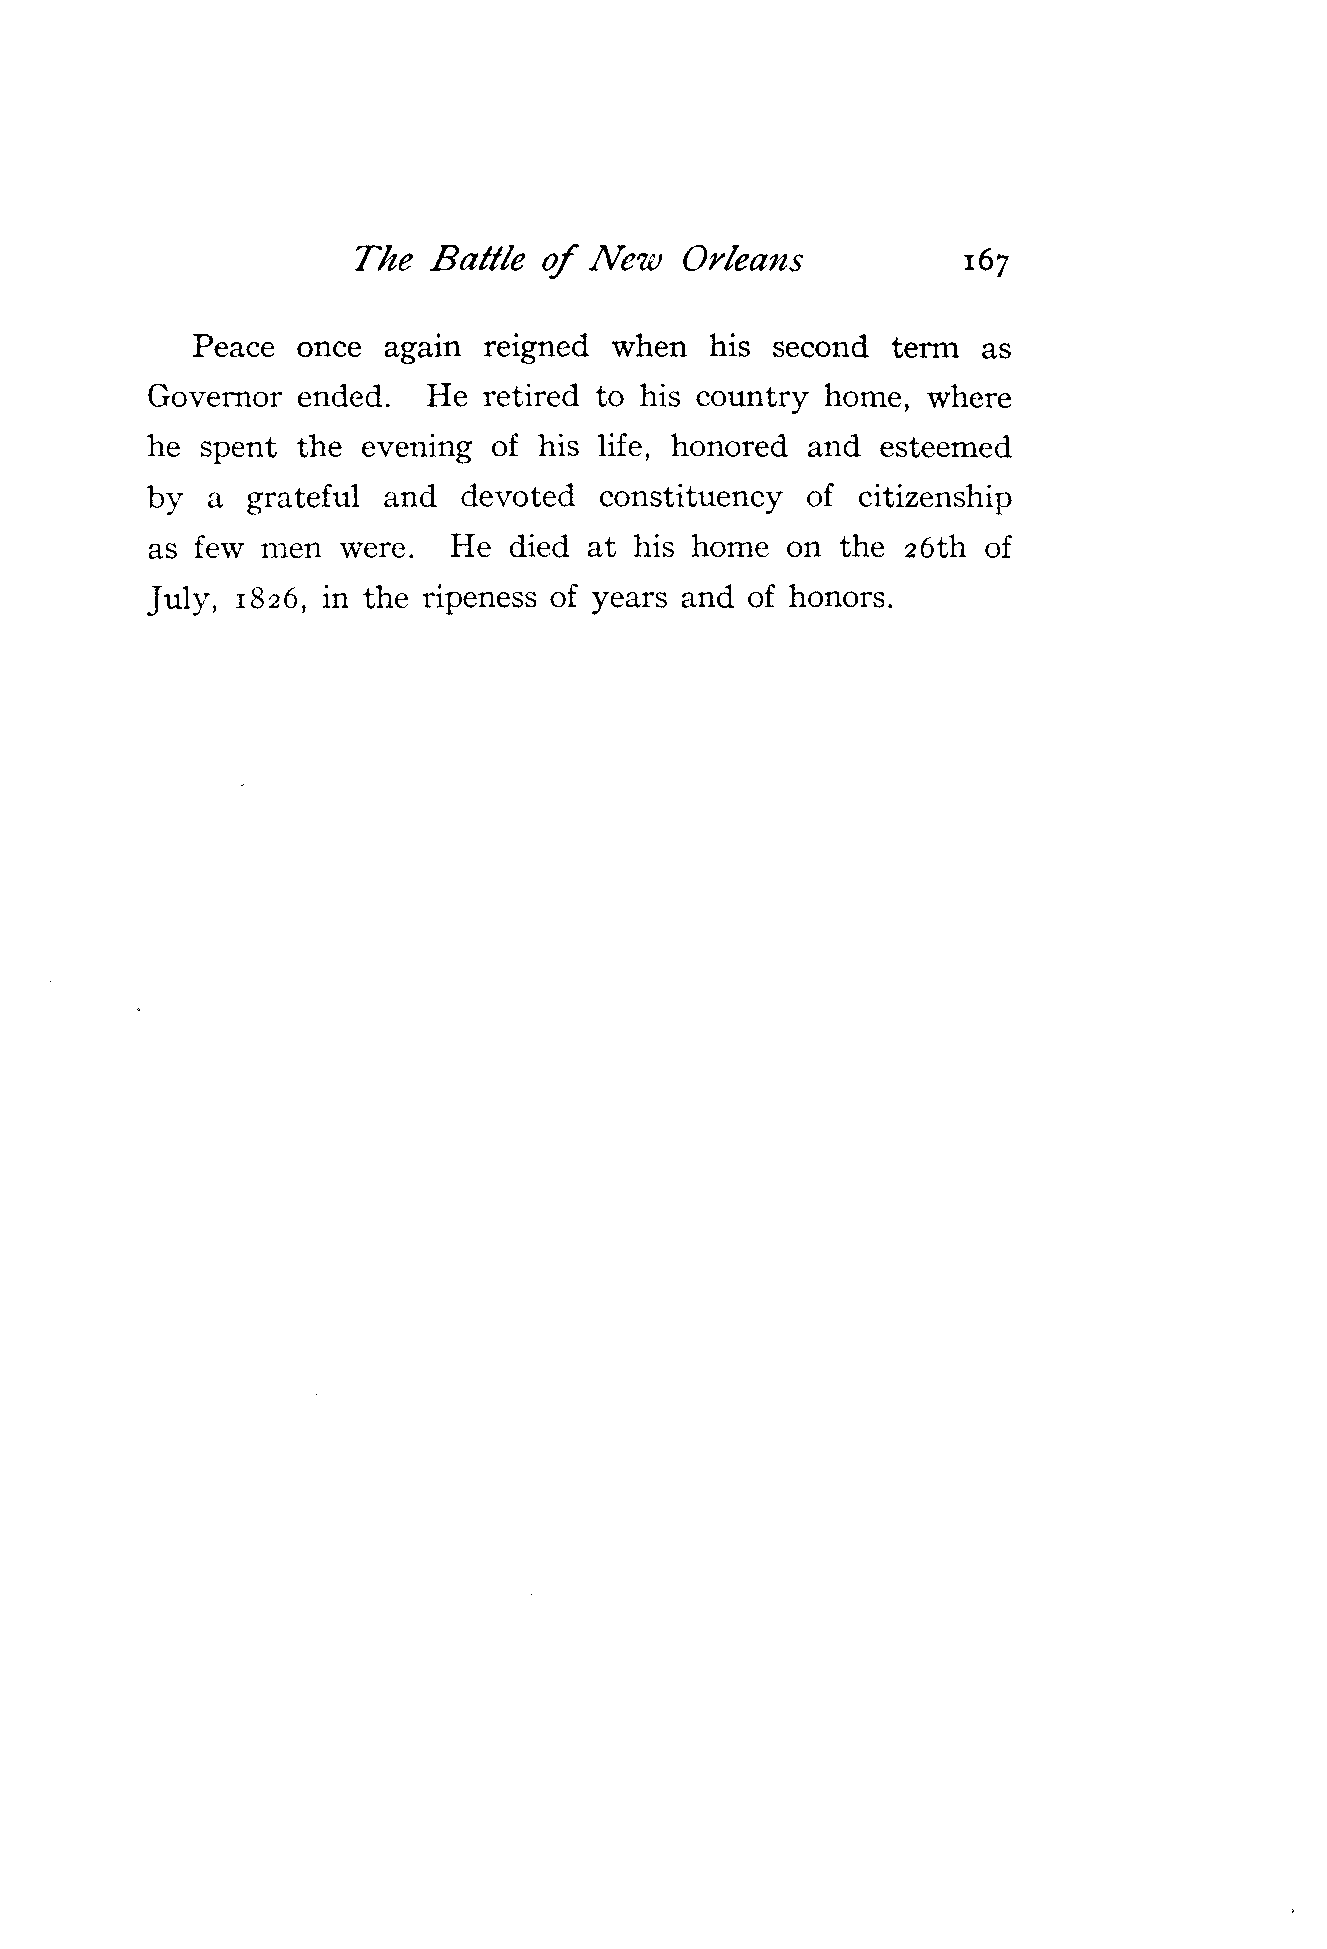 The Battle of New Orleans 167
Peace once again reigned when his second term as
Governor ended. He retired to his country home, where
he spent the evening of his life, honored and esteemed
by a grateful and devoted constituency of citizenship
as few men were. He died at his home on the 26th of
July, 1826, in the ripeness of years and of honors.